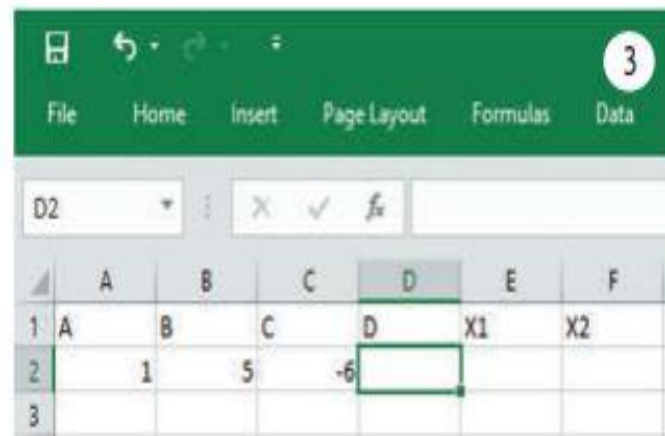 3
File Home Insert Page Layout Formulas Data
D2 fx
A B C D E F
1 A B C D X1 X2
2 1 5 -6
3